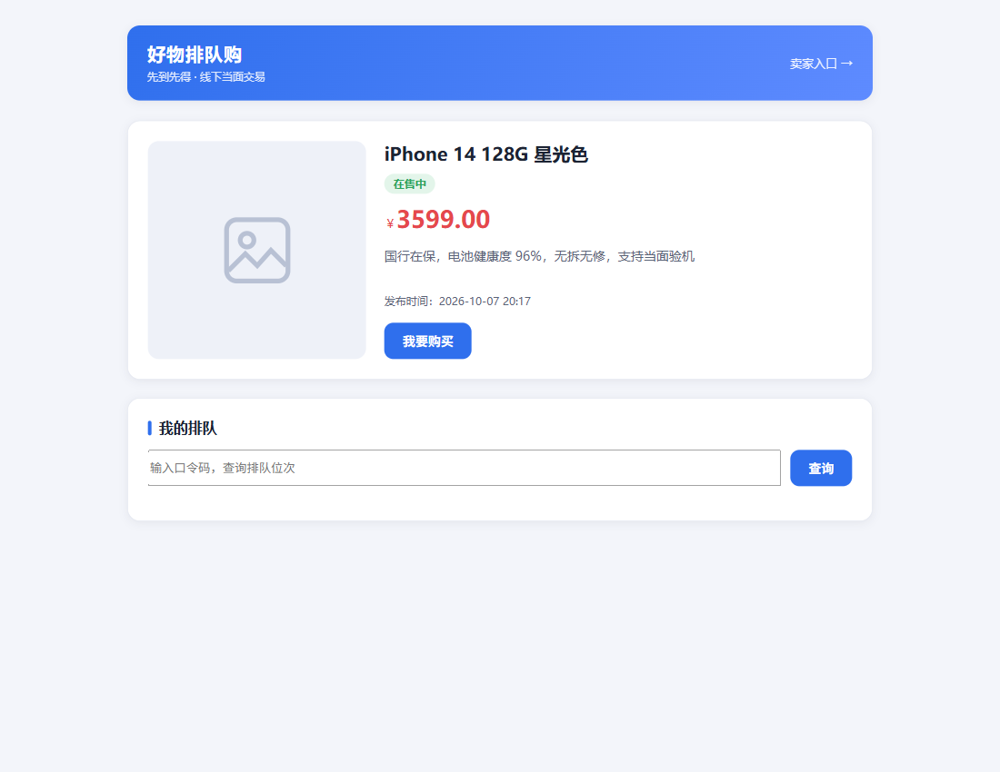 好物排队购
先到先得 · 线下当面交易
卖家入口 →
iPhone 14 128G 星光色
在售中
¥3599.00
国行在保，电池健康度 96%，无拆无修，支持当面验机
发布时间：2026-10-07 20:17
我要购买
我的排队
输入口令码，查询排队位次
查询